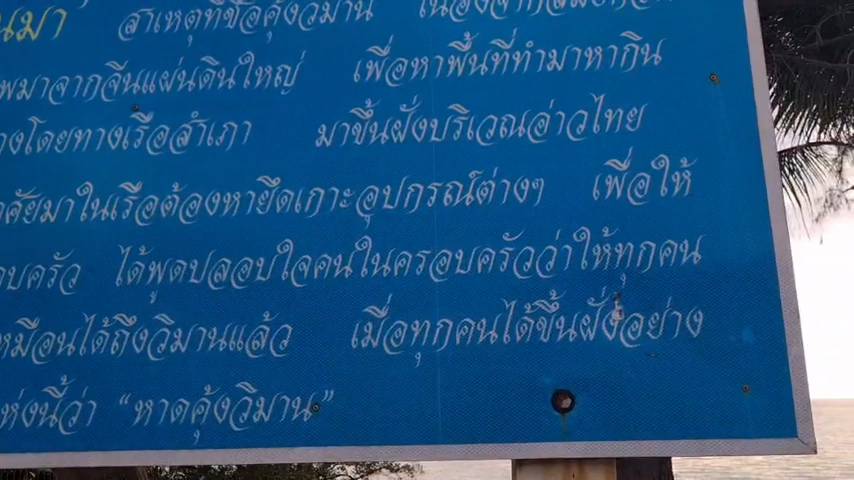 นมา
สาเหตุที่ชื่อคุ้งวิมาน
พมาจากจีนแผ่นดินใหญ่ เพื่อหาพื้นที่ทำมาหากิน
างโดยทางเรือสำเภา มาขึ้นฝั่งบริเวณอ่าวไทย
าศัยมาในเรือต้องหายึดเกาะอุปกรณ์ต่างๆ เพื่อให้
อบครัว ได้พูดปลอบใจคนในครอบครัวว่าให้ทุกคน
หมือนได้ถึงวิมานแล้ว เมื่อทุกคนได้ขึ้นฝั่งอย่าง
ห่งนี้ว่า "หาดคุ้งวิมาน"